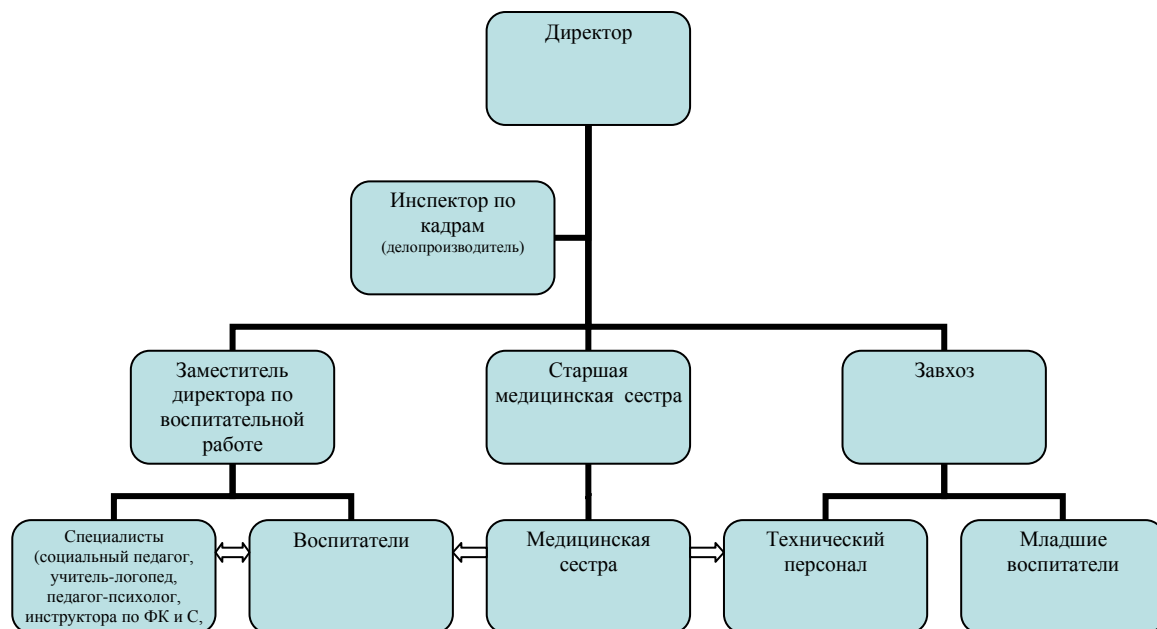 Директор
Инспектор по
кадрам
(делопроизводитель)
Заместитель
директора по
воспитательной
работе
Старшая
медицинская сестра
Завхоз
Специалисты
(социальный педагог,
учитель-логопед,
педагог-психолог,
инструктора по ФК и С,
Воспитатели
Медицинская
сестра
Технический
персонал
Младшие
воспитатели